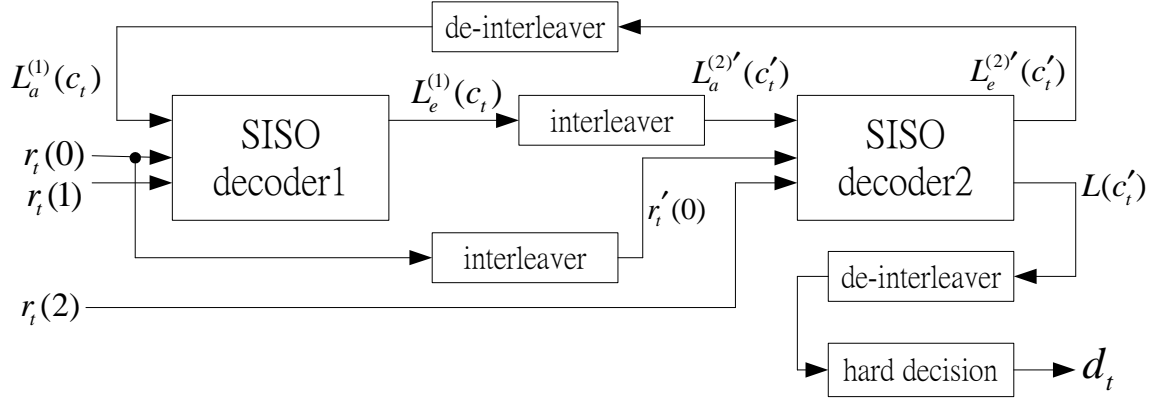 de-interleaver
L_a^{(1)}(c_t)
L_e^{(1)}(c_t)
L_a^{(2)′}(c_t′)
L_e^{(2)′}(c_t′)
SISO
decoder1
interleaver
SISO
decoder2
r_t(0)
r_t(1)
r_t′(0)
L(c_t′)
interleaver
de-interleaver
r_t(2)
hard decision
d_t